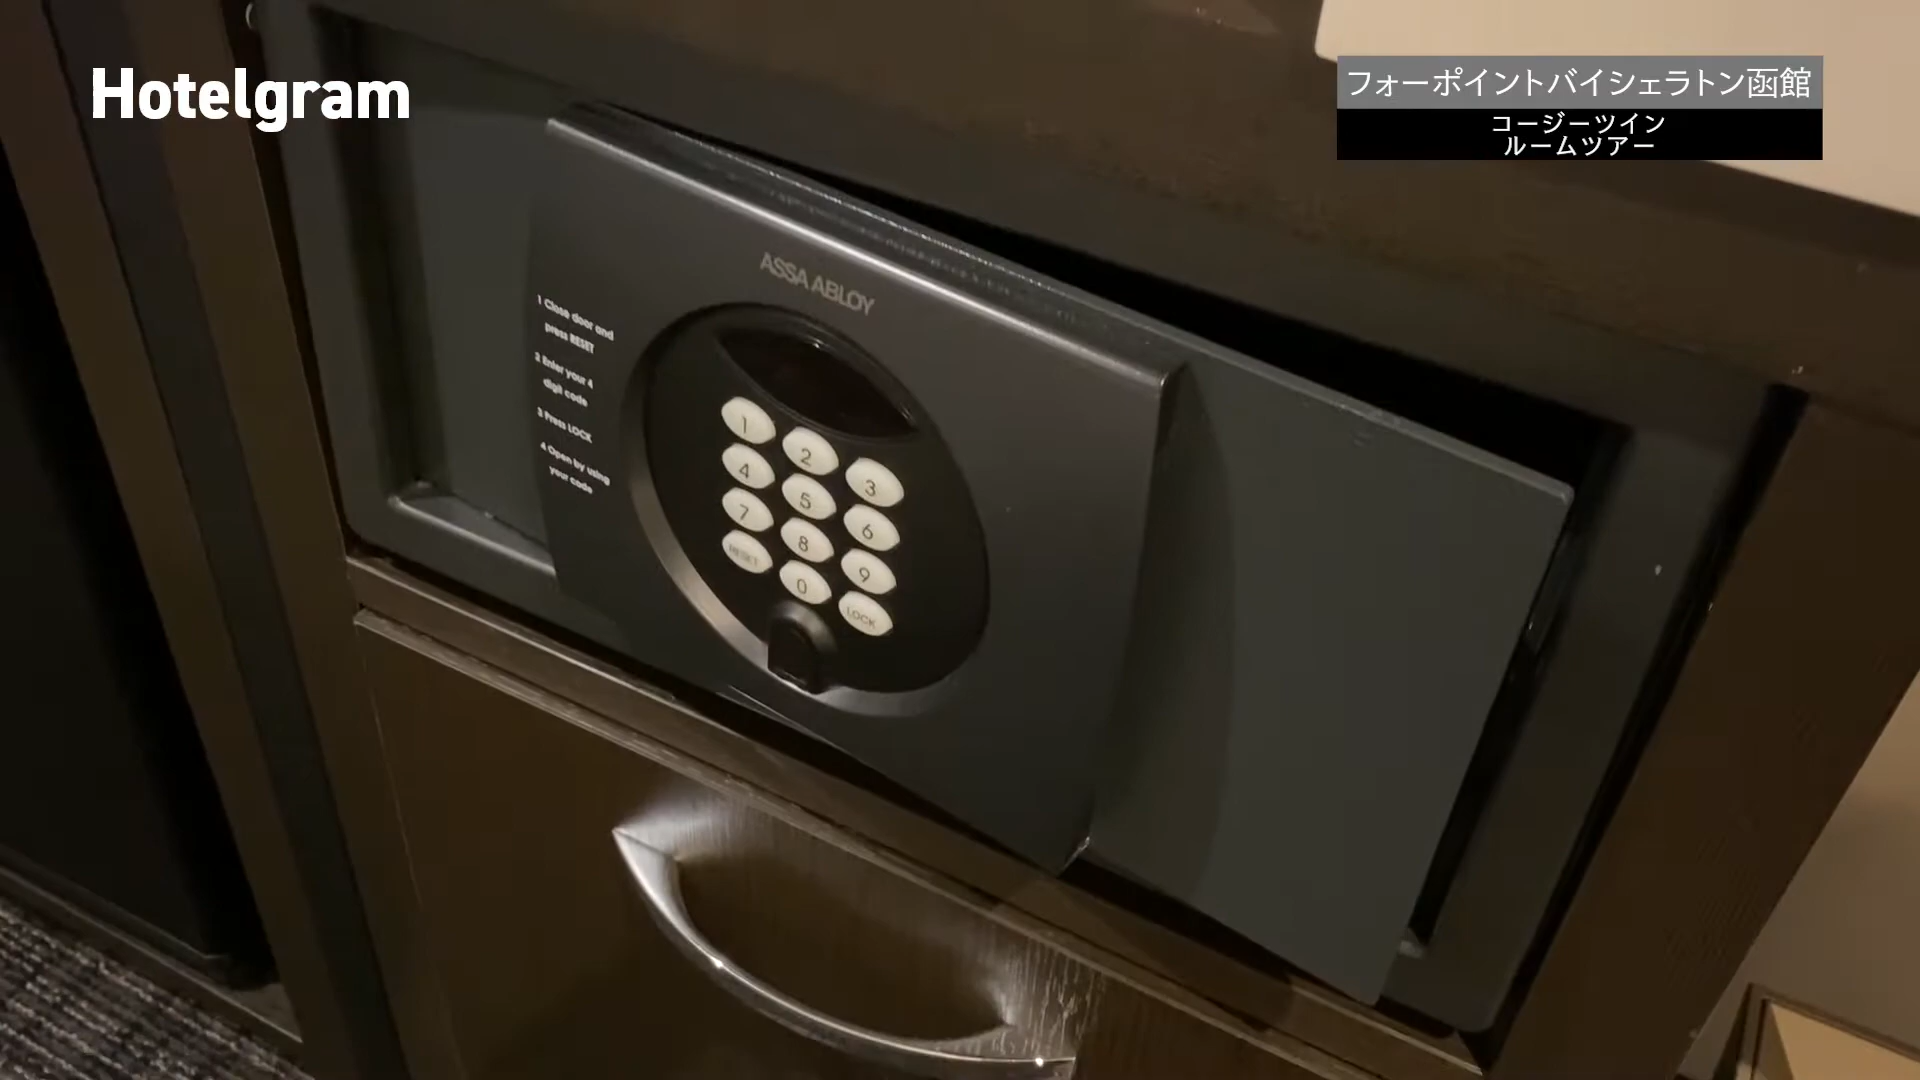 Hotelgram
フォーポイントバイシェラトン函館
コージーツイン
ルームツアー
ASSA ABLOY
1 Close door and
press RESET
2 Enter your 4
digit code
3 Press LOCK
4 Open by using
your code
1 2 3
4 5 6
7 8 9
RESET 0 LOCK